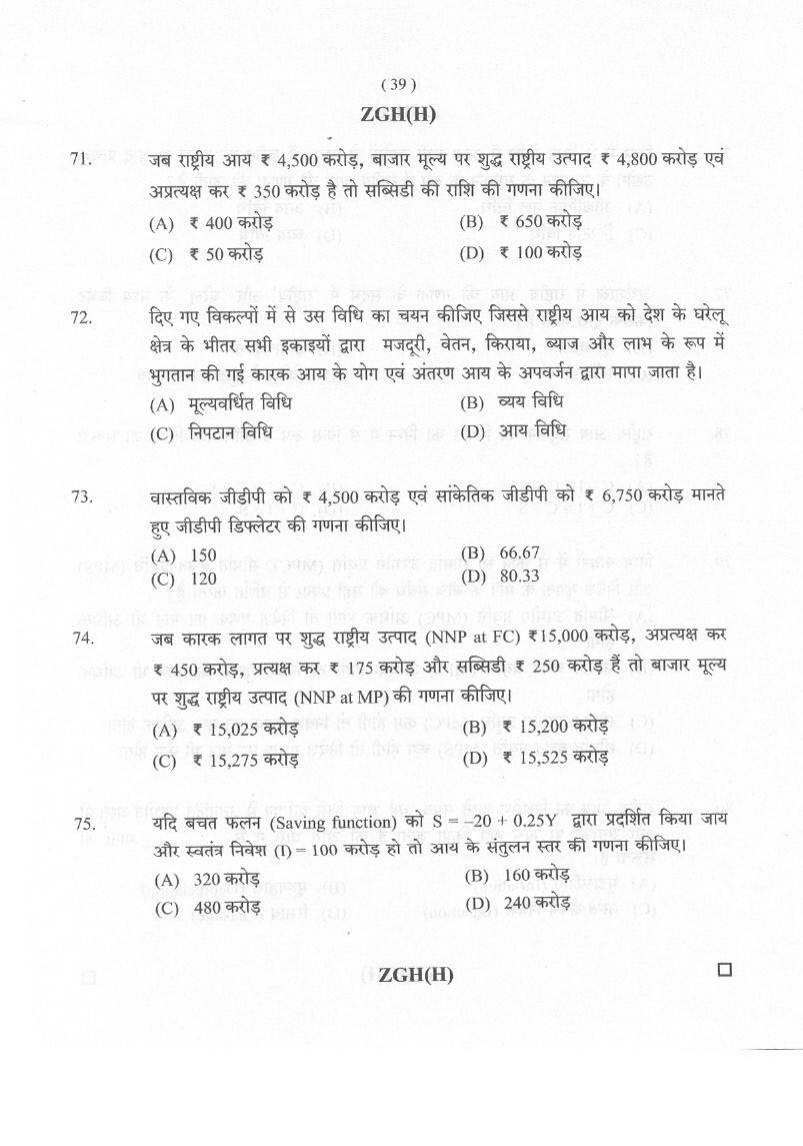 ( 39 )
ZGH(H)
71. जब राष्ट्रीय आय ₹ 4,500 करोड़, बाजार मूल्य पर शुद्ध राष्ट्रीय उत्पाद ₹ 4,800 करोड़ एवं
अप्रत्यक्ष कर ₹ 350 करोड़ है तो सब्सिडी की राशि की गणना कीजिए।
(A) ₹ 400 करोड़ (B) ₹ 650 करोड़
(C) ₹ 50 करोड़ (D) ₹ 100 करोड़
72. दिए गए विकल्पों में से उस विधि का चयन कीजिए जिससे राष्ट्रीय आय को देश के घरेलू
क्षेत्र के भीतर सभी इकाइयों द्वारा मजदूरी, वेतन, किराया, ब्याज और लाभ के रूप में
भुगतान की गई कारक आय के योग एवं अंतरण आय के अपवर्जन द्वारा मापा जाता है।
(A) मूल्यवर्धित विधि (B) व्यय विधि
(C) निपटान विधि (D) आय विधि
73. वास्तविक जीडीपी को ₹ 4,500 करोड़ एवं सांकेतिक जीडीपी को ₹ 6,750 करोड़ मानते
हुए जीडीपी डिफ्लेटर की गणना कीजिए।
(A) 150 (B) 66.67
(C) 120 (D) 80.33
74. जब कारक लागत पर शुद्ध राष्ट्रीय उत्पाद (NNP at FC) ₹15,000 करोड़, अप्रत्यक्ष कर
₹ 450 करोड़, प्रत्यक्ष कर ₹ 175 करोड़ और सब्सिडी ₹ 250 करोड़ हैं तो बाजार मूल्य
पर शुद्ध राष्ट्रीय उत्पाद (NNP at MP) की गणना कीजिए।
(A) ₹ 15,025 करोड़ (B) ₹ 15,200 करोड़
(C) ₹ 15,275 करोड़ (D) ₹ 15,525 करोड़
75. यदि बचत फलन (Saving function) को S = –20 + 0.25Y द्वारा प्रदर्शित किया जाय
और स्वतंत्र निवेश (I) = 100 करोड़ हो तो आय के संतुलन स्तर की गणना कीजिए।
(A) 320 करोड़ (B) 160 करोड़
(C) 480 करोड़ (D) 240 करोड़
ZGH(H)